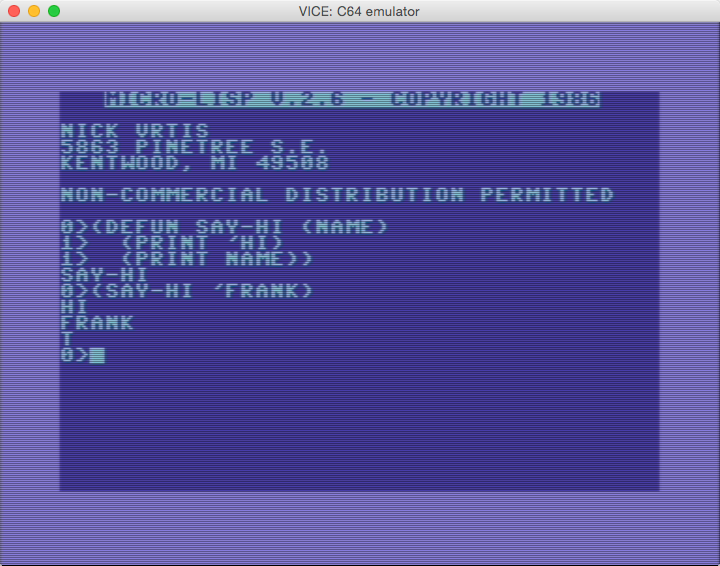 VICE: C64 emulator
MICRO-LISP V.2.6 - COPYRIGHT 1986
NICK VRTIS
5863 PINETREE S.E.
KENTWOOD, MI 49508
NON-COMMERCIAL DISTRIBUTION PERMITTED
0>(DEFUN SAY-HI (NAME)
1>  (PRINT 'HI)
1>  (PRINT NAME))
SAY-HI
0>(SAY-HI 'FRANK)
HI
FRANK
T
0>